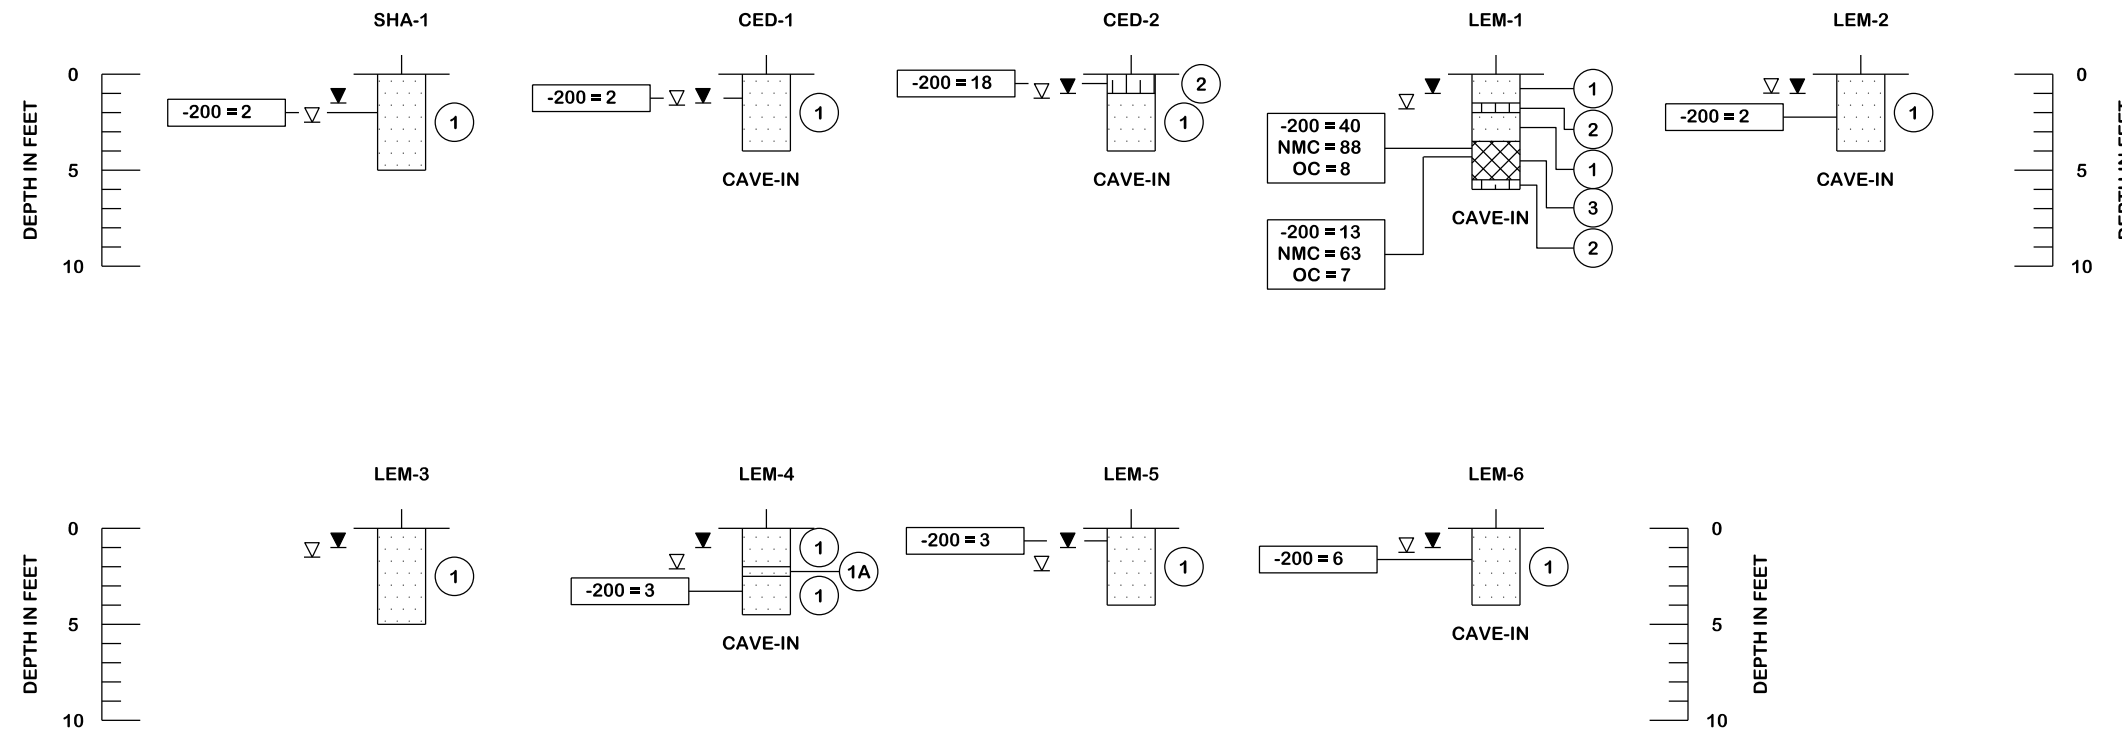 SHA-1
CED-1
CED-2
LEM-1
LEM-2
DEPTH IN FEET
0
5
10
-200 = 2
1
-200 = 2
1
CAVE-IN
-200 = 18
2
1
CAVE-IN
-200 = 40
NMC = 88
OC = 8
-200 = 13
NMC = 63
OC = 7
1
2
1
3
2
CAVE-IN
-200 = 2
1
CAVE-IN
0
5
10
DEPTH IN FEET
LEM-3
LEM-4
LEM-5
LEM-6
DEPTH IN FEET
0
5
10
1
-200 = 3
1
1A
1
CAVE-IN
-200 = 3
1
-200 = 6
1
CAVE-IN
0
5
10
DEPTH IN FEET